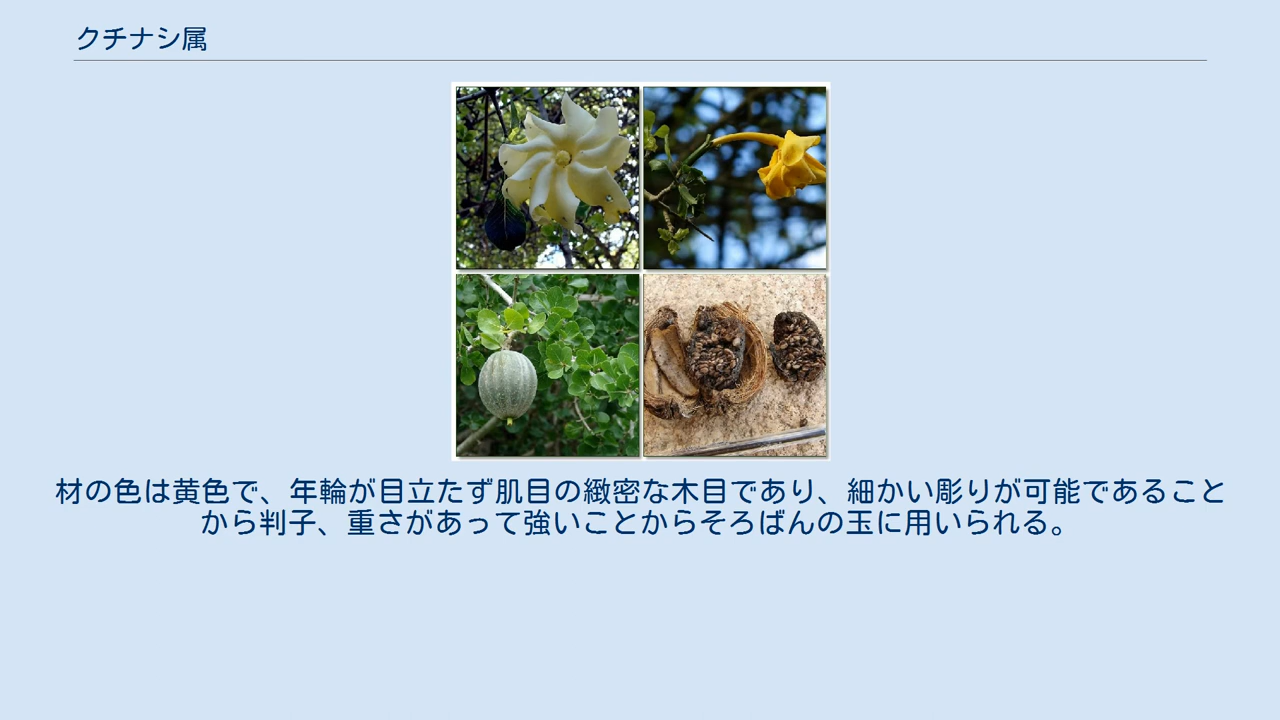 クチナシ属
材の色は黄色で、年輪が目立たず肌目の緻密な木目であり、細かい彫りが可能であること
から判子、重さがあって強いことからそろばんの玉に用いられる。